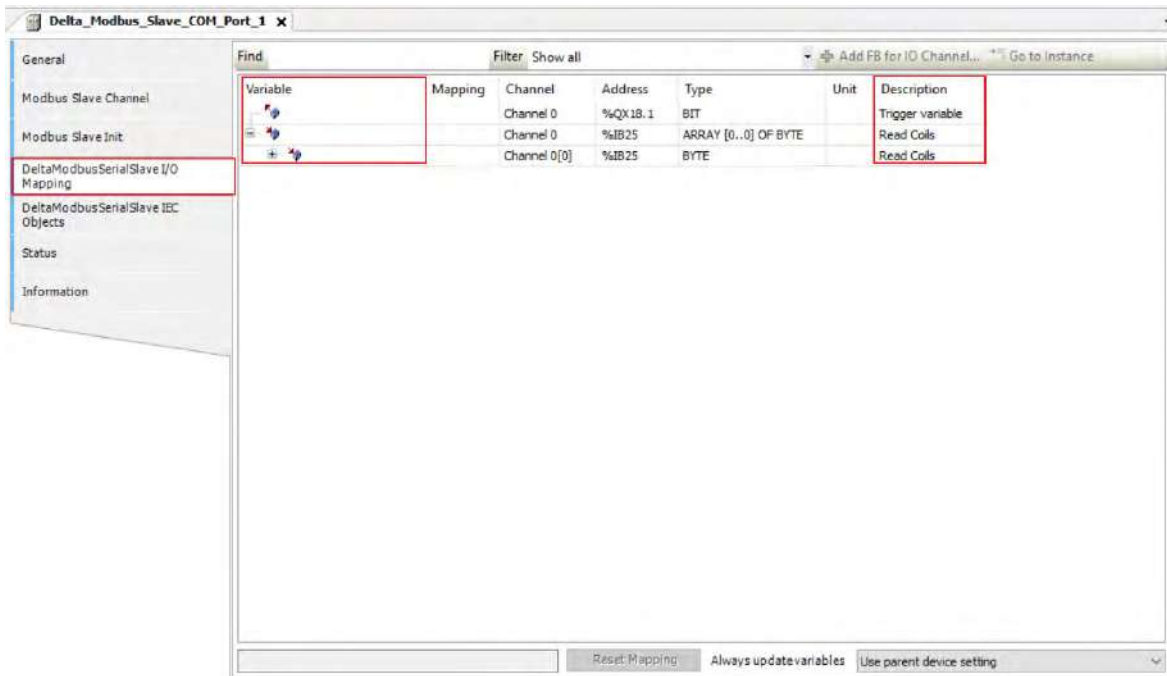 Delta_Modbus_Slave_COM_Port_1 x
General
Modbus Slave Channel
Modbus Slave Init
DeltaModbusSerialSlave I/O
Mapping
DeltaModbusSerialSlave IEC
Objects
Status
Information
Find Filter Show all Add FB for IO Channel... Go to Instance
Variable Mapping Channel Address Type Unit Description
Channel 0 %QX18.1 BIT Trigger variable
Channel 0 %IB25 ARRAY [0..0] OF BYTE Read Coils
Channel 0[0] %IB25 BYTE Read Coils
Reset Mapping Always update variables Use parent device setting